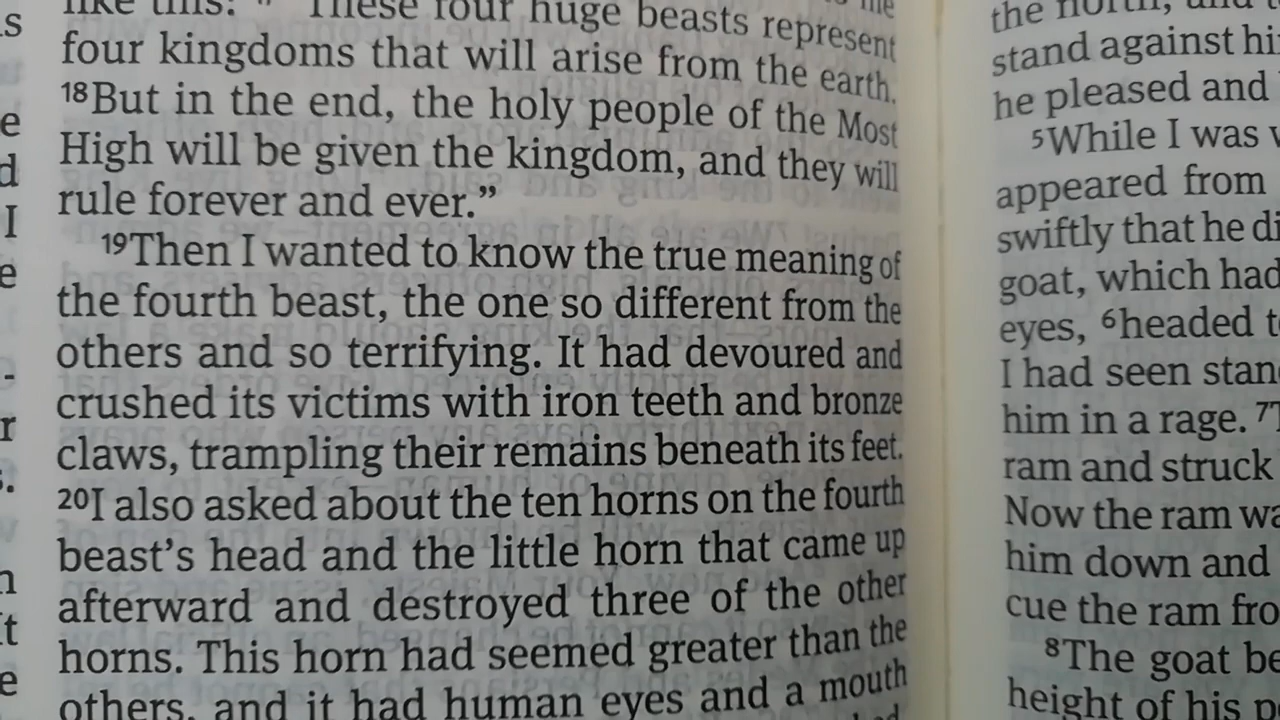 like this: 17"These four huge beasts represent
four kingdoms that will arise from the earth.
18But in the end, the holy people of the Most
High will be given the kingdom, and they will
rule forever and ever.”
19Then I wanted to know the true meaning of
the fourth beast, the one so different from the
others and so terrifying. It had devoured and
crushed its victims with iron teeth and bronze
claws, trampling their remains beneath its feet.
20I also asked about the ten horns on the fourth
beast’s head and the little horn that came up
afterward and destroyed three of the other
horns. This horn had seemed greater than the
others, and it had human eyes and a mouth
the north, and
stand against
he pleased and
5While I was
appeared from
swiftly that he
goat, which had
eyes, 6headed
I had seen
him in a rage.
ram and struck
Now the ram
him down and
the ram
8The goat
height of his